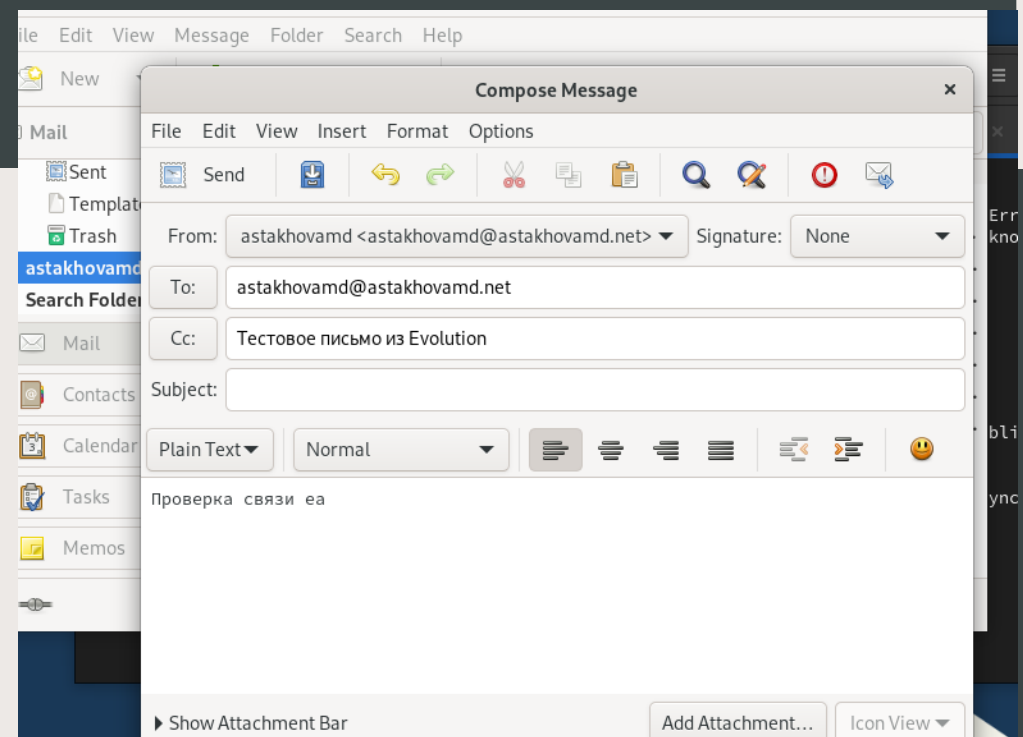 ile Edit View Message Folder Search Help
New
Compose Message
File Edit View Insert Format Options
Mail
Send
Sent
Templat
Trash
From: astakhovamd <astakhovamd@astakhovamd.net> Signature: None
Err
kno
astakhovamd
To: astakhovamd@astakhovamd.net
Search Folder
Cc: Тестовое письмо из Evolution
Mail
Subject:
Contacts
Plain Text Normal
Calendar
bli
Проверка связи еа
ync
Tasks
Memos
Show Attachment Bar Add Attachment... Icon View